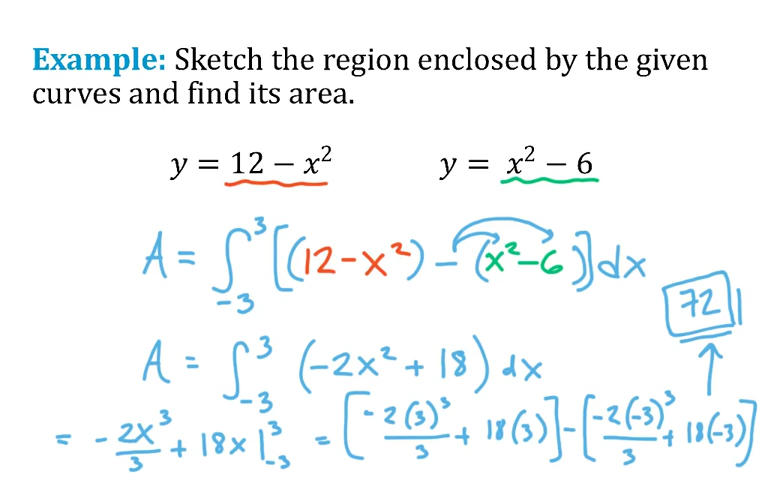 Example: Sketch the region enclosed by the given
curves and find its area.
y = 12 − x² y = x² − 6
A = ∫₋₃³ [(12-x²) - (x²-6)] dx
72
A = ∫₋₃³ (-2x² + 18) dx
= -2x³/3 + 18x |₋₃³ = [-2(3)³/3 + 18(3)] - [-2(-3)³/3 + 18(-3)]